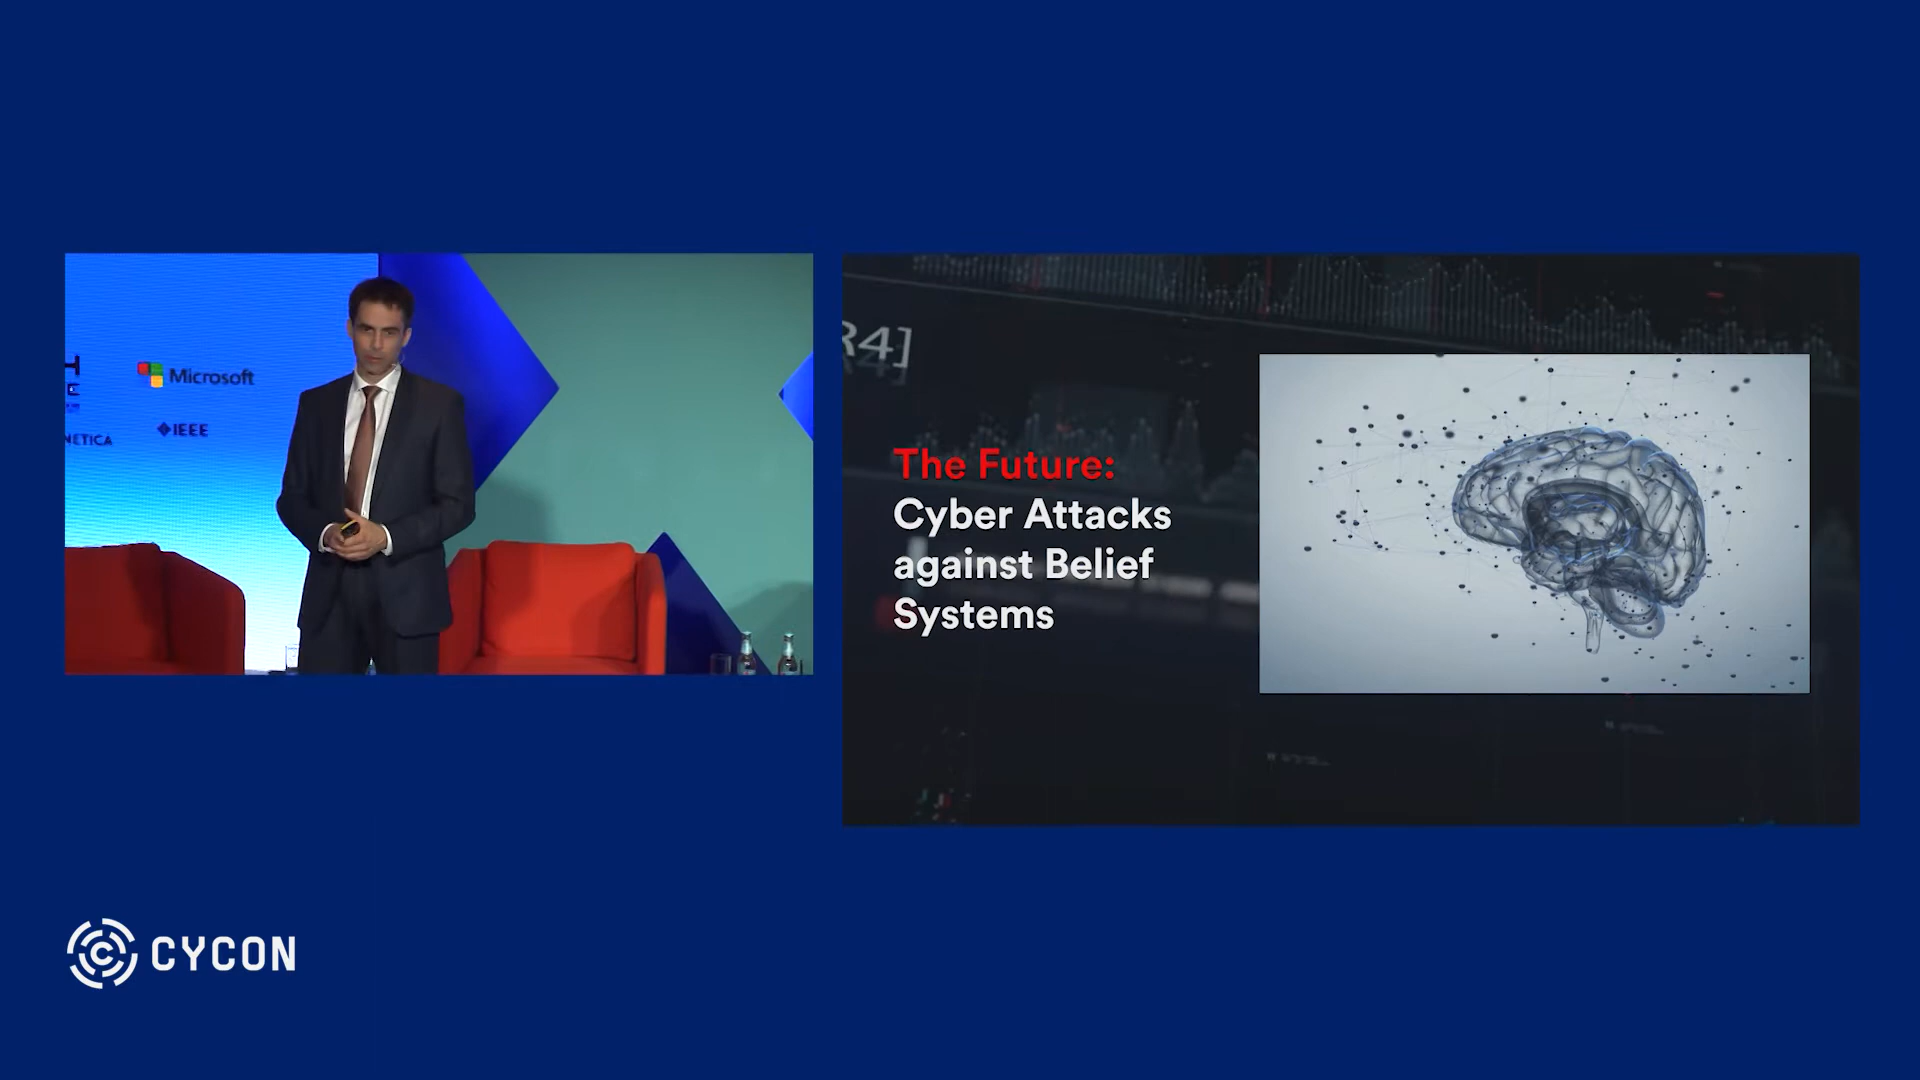 Microsoft
IEEE
NETICA
R4]
The Future:
Cyber Attacks
against Belief
Systems
CYCON